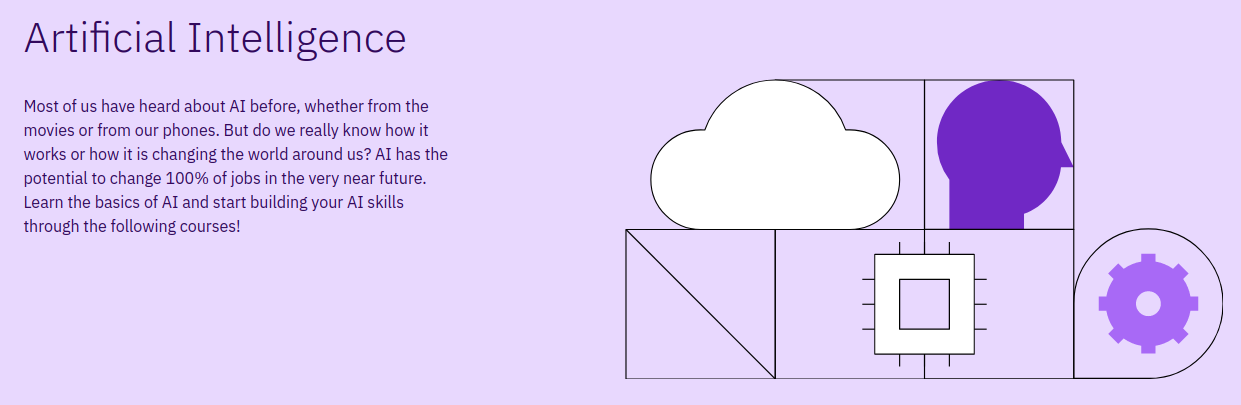 Artificial Intelligence
Most of us have heard about AI before, whether from the
movies or from our phones. But do we really know how it
works or how it is changing the world around us? AI has the
potential to change 100% of jobs in the very near future.
Learn the basics of AI and start building your AI skills
through the following courses!